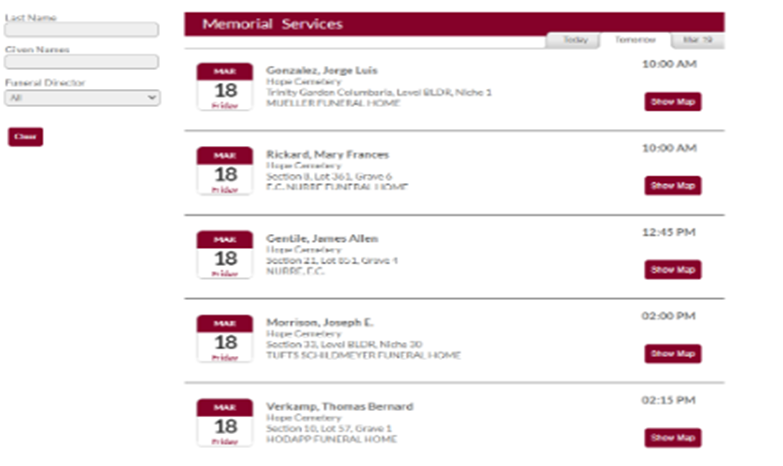 Last Name
Given Names
Funeral Director
All
Clear
Memorial Services
Today
Tomorrow
Mar 19
MAR
18
Friday
Gonzalez, Jorge Luis
Hope Cemetery
Trinity Garden Columbaria, Level BLDR, Niche 1
MUELLER FUNERAL HOME
10:00 AM
Show Map
MAR
18
Friday
Rickard, Mary Frances
Hope Cemetery
Section 8, Lot 361, Grave 6
E.C. NURRE FUNERAL HOME
10:00 AM
Show Map
MAR
18
Friday
Gentile, James Allen
Hope Cemetery
Section 21, Lot 851, Grave 4
NURRE, E.C.
12:45 PM
Show Map
MAR
18
Friday
Morrison, Joseph E.
Hope Cemetery
Section 33, Level BLDR, Niche 30
TUFTS SCHILDMEYER FUNERAL HOME
02:00 PM
Show Map
MAR
18
Friday
Verkamp, Thomas Bernard
Hope Cemetery
Section 10, Lot 57, Grave 1
HODAPP FUNERAL HOME
02:15 PM
Show Map